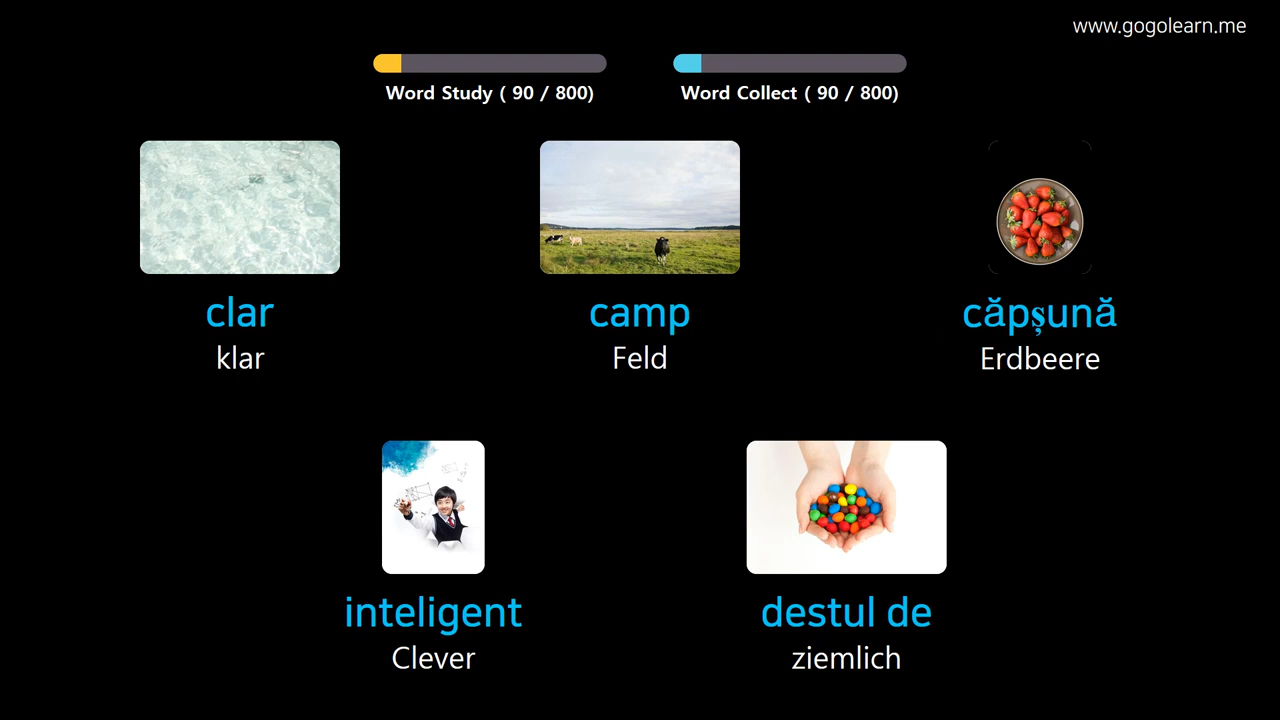 www.gogolearn.me
Word Study ( 90 / 800)
Word Collect ( 90 / 800)
clar
klar
camp
Feld
căpșună
Erdbeere
inteligent
Clever
destul de
ziemlich